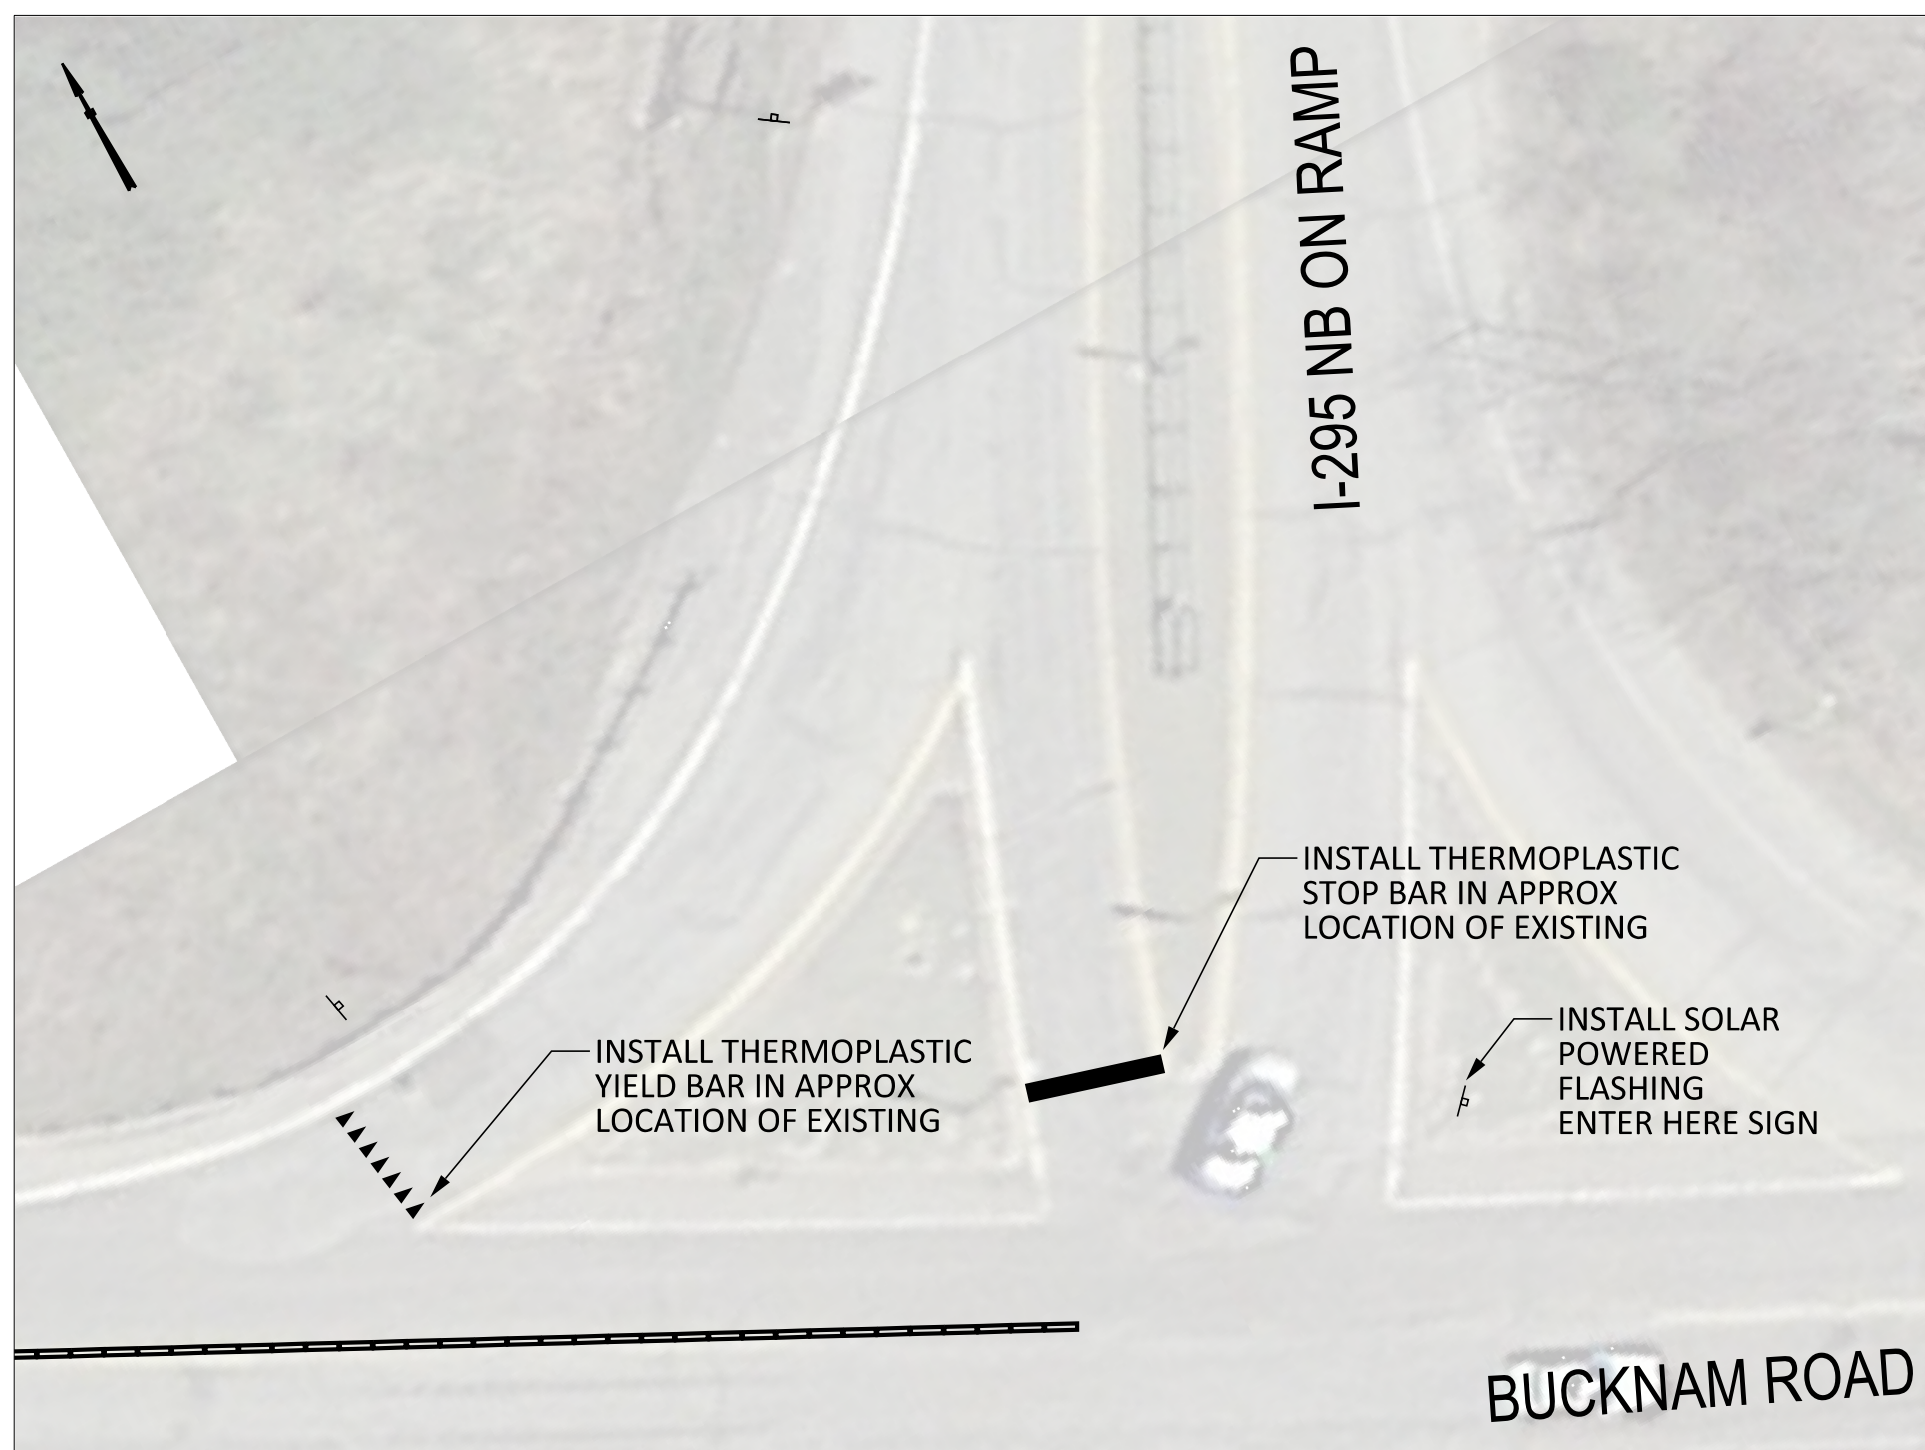 I-295 NB ON RAMP
INSTALL THERMOPLASTIC
STOP BAR IN APPROX
LOCATION OF EXISTING
INSTALL SOLAR
POWERED
FLASHING
ENTER HERE SIGN
INSTALL THERMOPLASTIC
YIELD BAR IN APPROX
LOCATION OF EXISTING
BUCKNAM ROAD